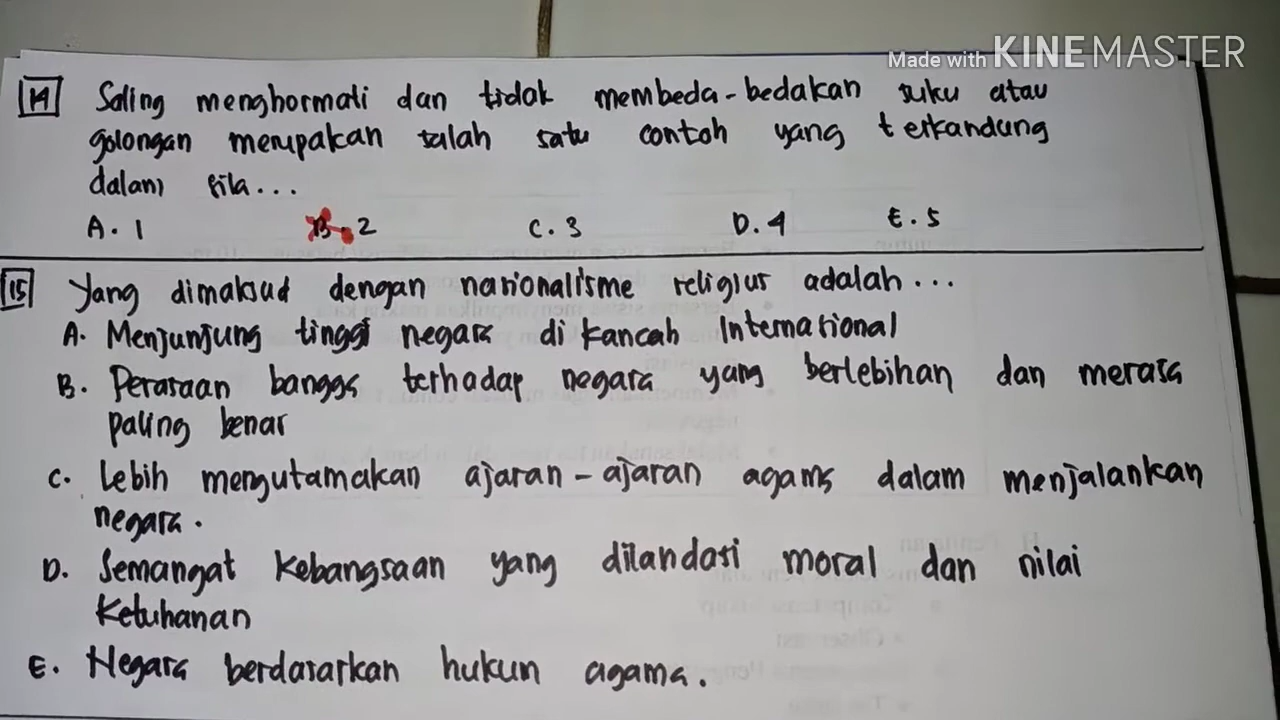 Made with KINEMASTER
14 Saling menghormati dan tidak membeda-bedakan suku atau
golongan merupakan salah satu contoh yang terkandung
dalam sila...
A. 1 B. 2 C. 3 D. 4 E. 5
15 Yang dimaksud dengan nasionalisme religius adalah...
A. Menjunjung tinggi negara di kancah Internasional
B. Perasaan bangga terhadap negara yang berlebihan dan merasa
paling benar
C. Lebih mengutamakan ajaran-ajaran agama dalam menjalankan
negara.
D. Semangat kebangsaan yang dilandasi moral dan nilai
Ketuhanan
E. Negara berdasarkan hukum agama.